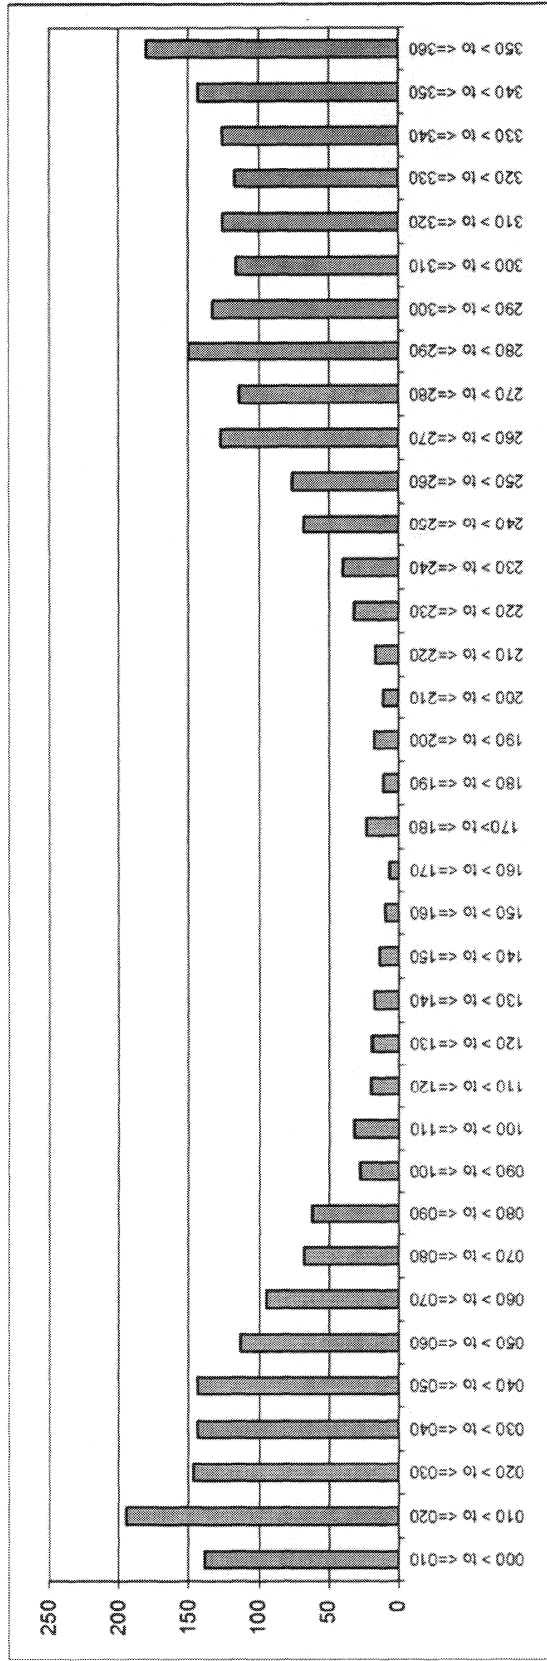 250
200
150
100
50
0
000 > to <=010
010 > to <=020
020 > to <=030
030 > to <=040
040 > to <=050
050 > to <=060
060 > to <=070
070 > to <=080
080 > to <=090
090 > to <=100
100 > to <=110
110 > to <=120
120 > to <=130
130 > to <=140
140 > to <=150
150 > to <=160
160 > to <=170
170> to <=180
180 > to <=190
190 > to <=200
200 > to <=210
210 > to <=220
220 > to <=230
230 > to <=240
240 > to <=250
250 > to <=260
260 > to <=270
270 > to <=280
280 > to <=290
290 > to <=300
300 > to <=310
310 > to <=320
320 > to <=330
330 > to <=340
340 > to <=350
350 > to <=360